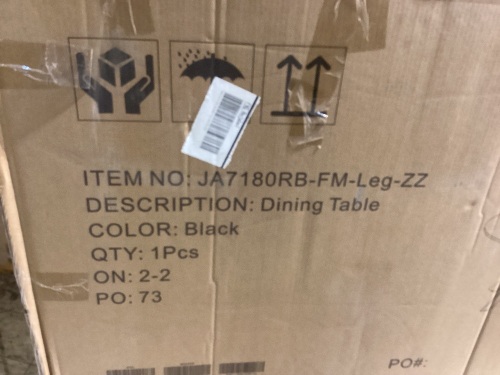 ITEM NO: JA7180RB-FM-Leg-ZZ
DESCRIPTION: Dining Table
COLOR: Black
QTY: 1Pcs
ON: 2-2
PO: 73
PO#: